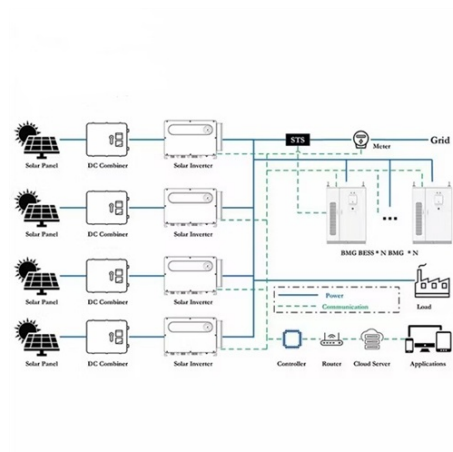 STS
Meter
Grid
Solar Panel
DC Combiner
Solar Inverter
Solar Panel
DC Combiner
Solar Inverter
BMG BESS * N BMG * N
Solar Panel
DC Combiner
Solar Inverter
Power
Communication
Load
Solar Panel
DC Combiner
Solar Inverter
Controller
Router
Cloud Server
Applications